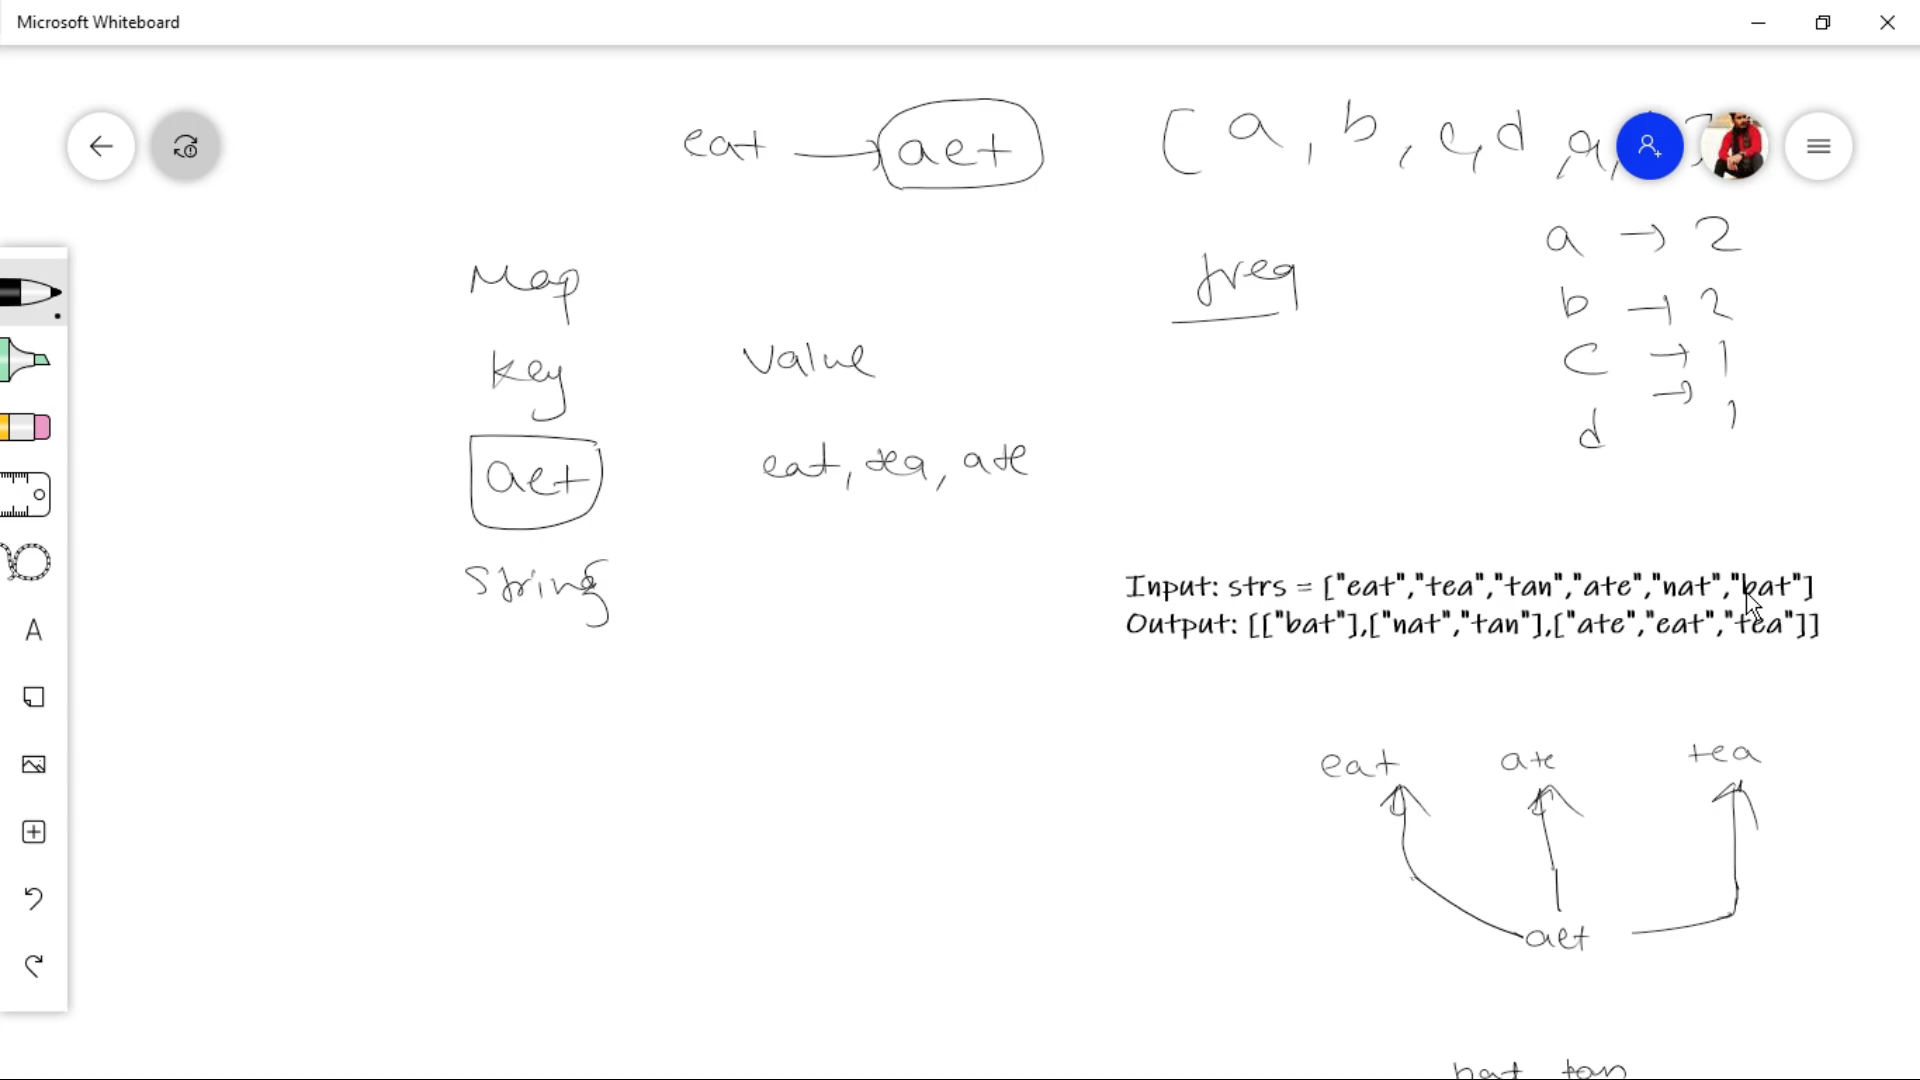 Microsoft Whiteboard
eat → aet
[ a, b, c, d, a,
a → 2
b → 2
c → 1
d → 1
freq
Map
Key Value
aet eat, tea, ate
String
Input: strs = ["eat","tea","tan","ate","nat","bat"]
Output: [["bat"],["nat","tan"],["ate","eat","tea"]]
eat ate tea
aet
tan
A